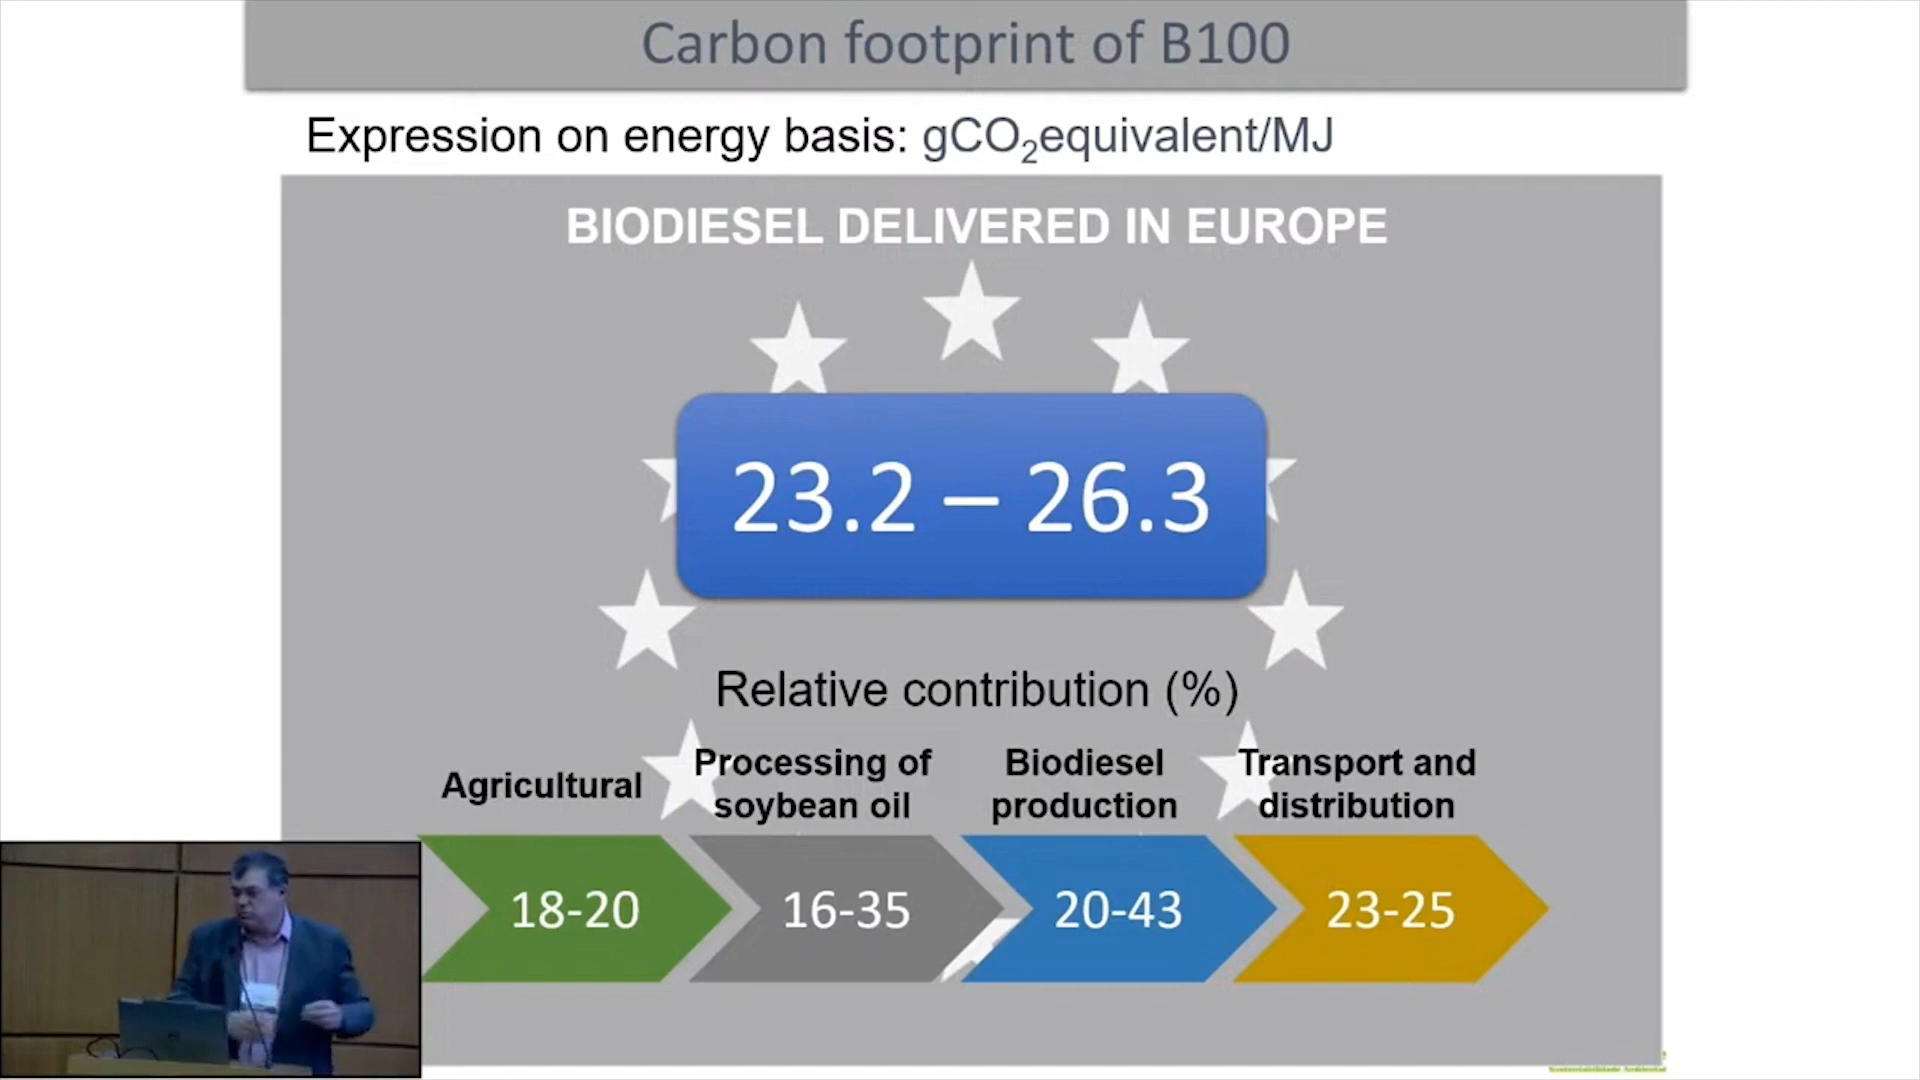 Carbon footprint of B100
Expression on energy basis: gCO₂equivalent/MJ
BIODIESEL DELIVERED IN EUROPE
23.2 – 26.3
Relative contribution (%)
Agricultural
Processing of
soybean oil
Biodiesel
production
Transport and
distribution
18-20
16-35
20-43
23-25